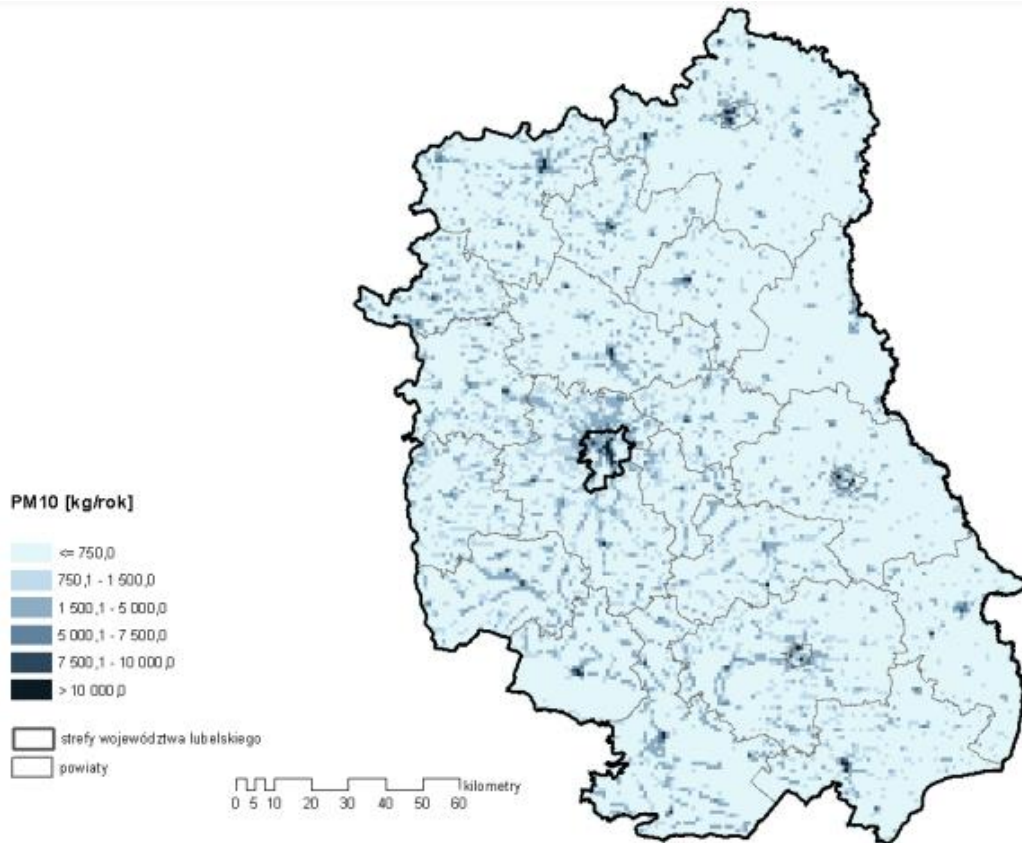 PM10 [kg/rok]
<= 750,0
750,1 - 1 500,0
1 500,1 - 5 000,0
5 000,1 - 7 500,0
7 500,1 - 10 000,0
> 10 000,0
strefy województwa lubelskiego
powiaty
kilometry
0 5 10 20 30 40 50 60